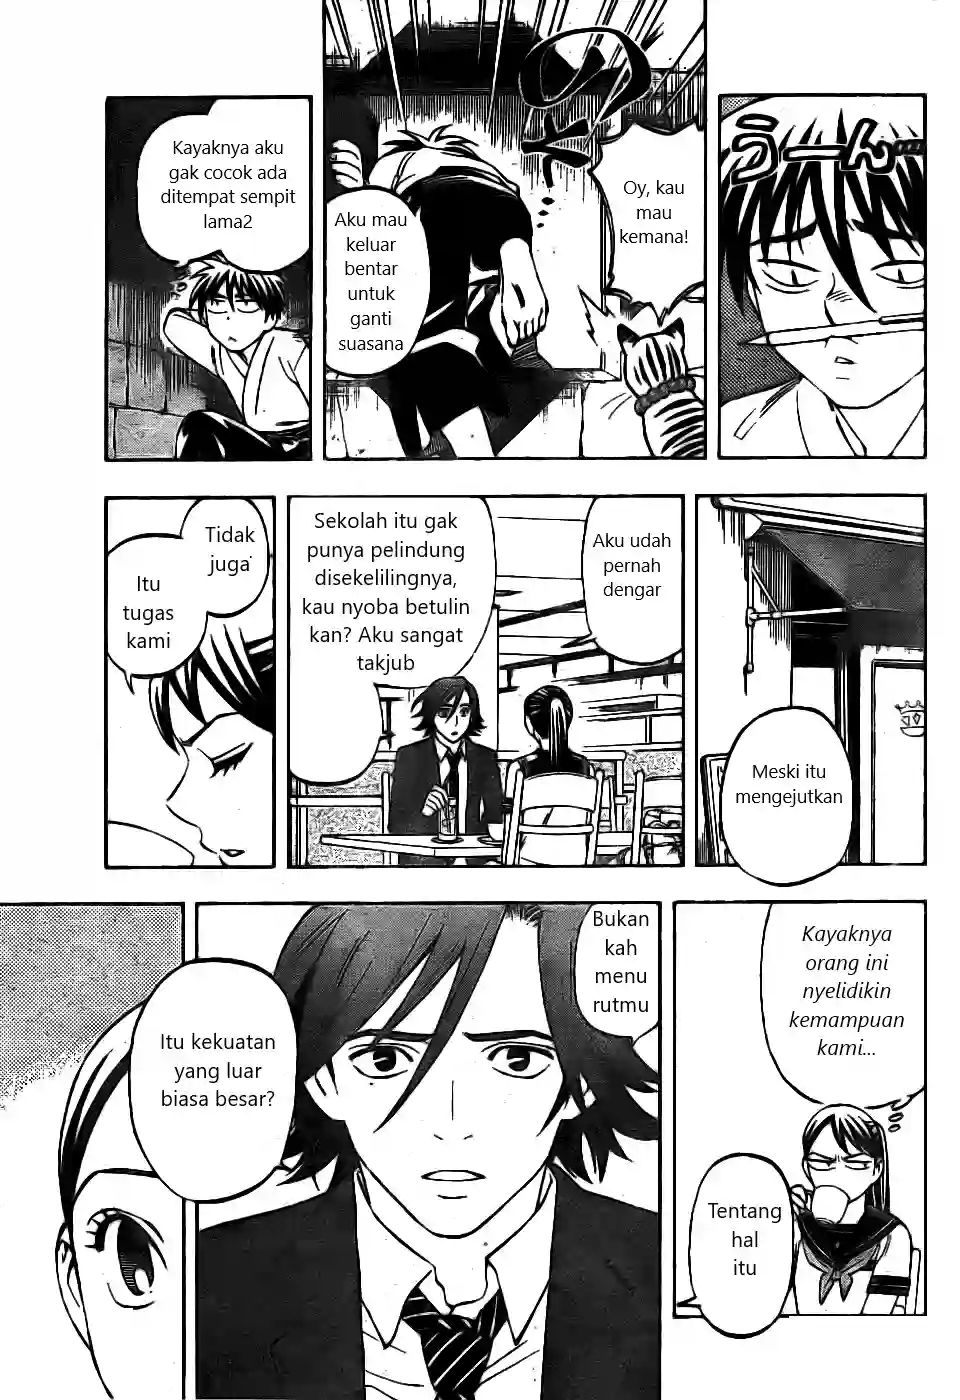 うーん……
Oy, kau
mau
kemana!
Aku mau
keluar
bentar
untuk
ganti
suasana
Kayaknya aku
gak cocok ada
ditempat sempit
lama2
Meski itu
mengejutkan
Aku udah
pernah
dengar
Sekolah itu gak
punya pelindung
disekelilingnya,
kau nyoba betulin
kan? Aku sangat
takjub
Tidak
juga
Itu
tugas
kami
Kayaknya
orang ini
nyelidikin
kemampuan
kami...
Tentang
hal
itu
Bukan
kah
menu
rutmu
Itu kekuatan
yang luar
biasa besar?